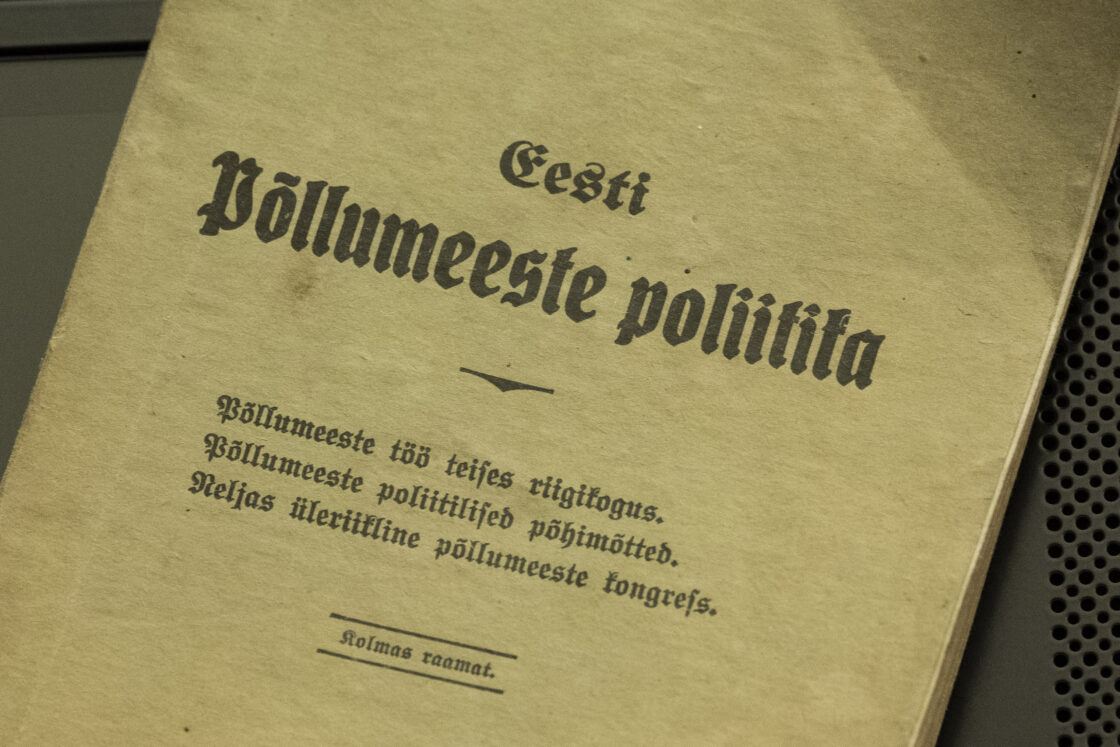 Eesti
Põllumeeste poliitika
Põllumeeste töö teises riigikogus.
Põllumeeste poliitilised põhimõtted.
Neljas üleriikline põllumeeste kongress.
Kolmas raamat.